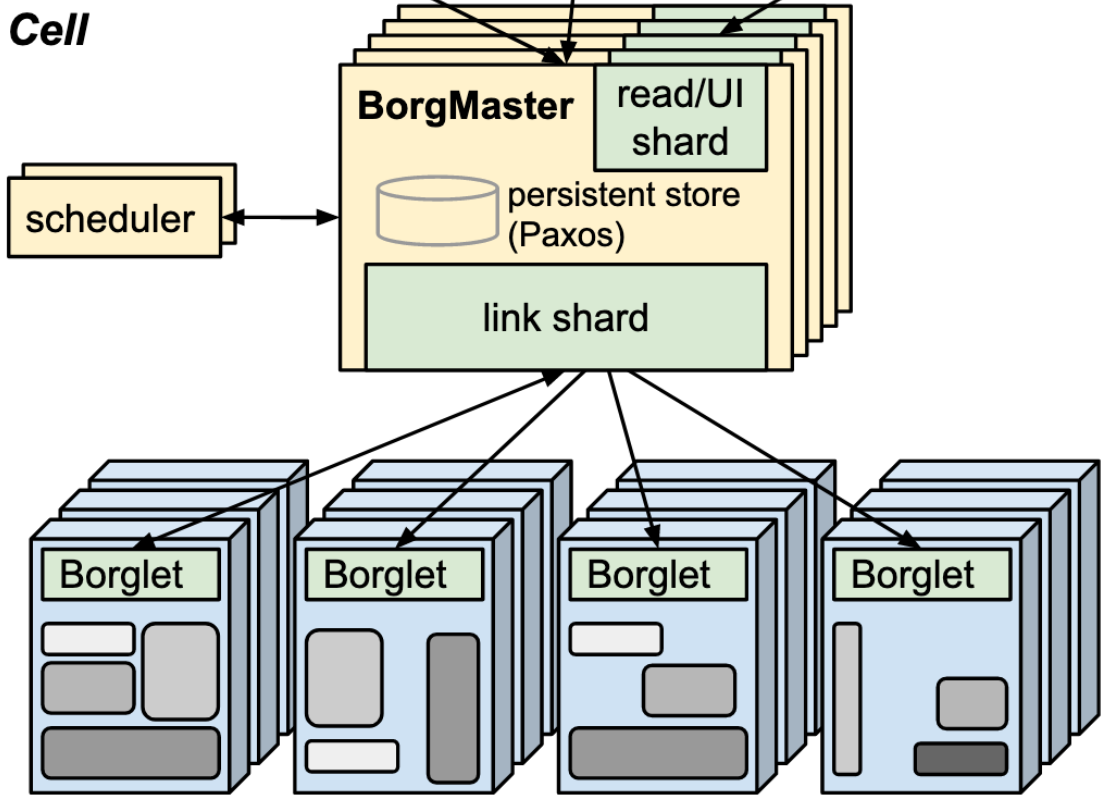 Cell
BorgMaster
read/UI
shard
persistent store
(Paxos)
scheduler
link shard
Borglet
Borglet
Borglet
Borglet